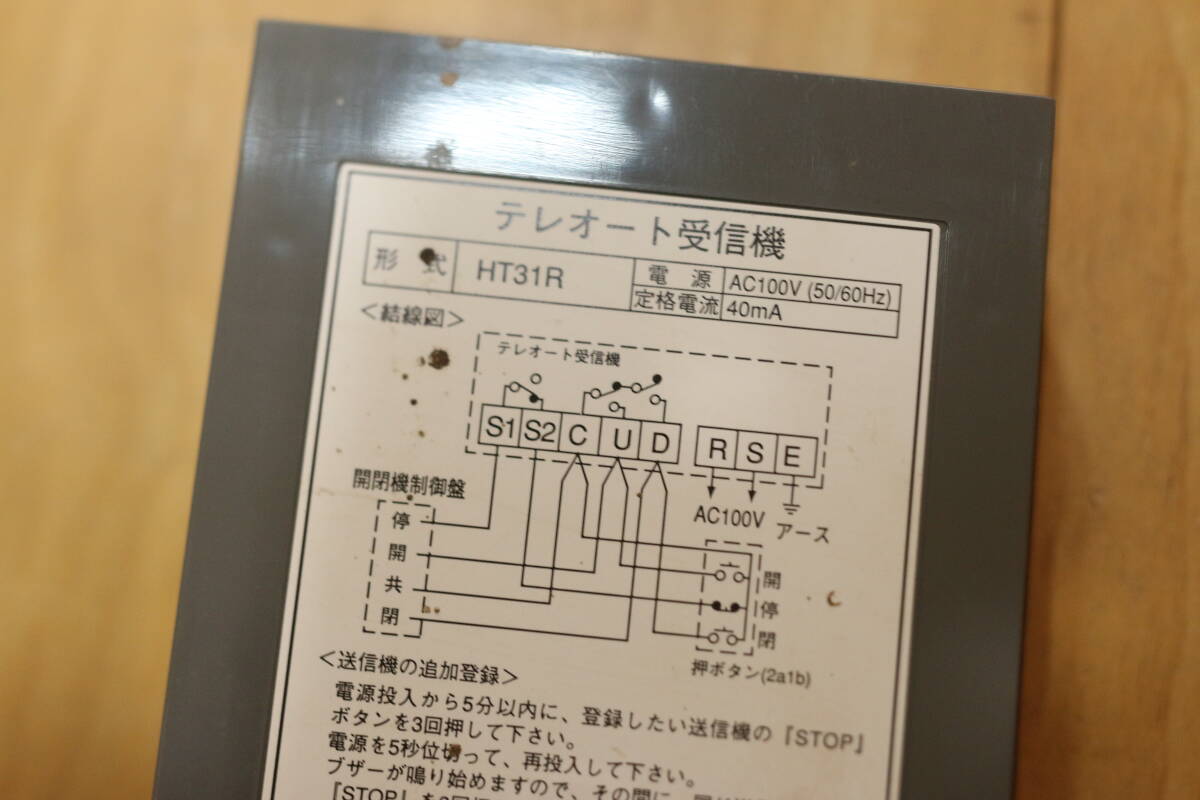 テレオート受信機
形式 HT31R 電源 AC100V (50/60Hz)
定格電流 40mA
＜結線図＞
テレオート受信機
S1 S2 C U D R S E
開閉機制御盤
AC100V アース
停
開
共
閉
開
停
閉
押ボタン(2a1b)
＜送信機の追加登録＞
電源投入から5分以内に、登録したい送信機の『STOP』
ボタンを3回押して下さい。
電源を5秒位切って、再投入して下さい。
ブザーが鳴り始めますので、その間に、
『STOP』を3回